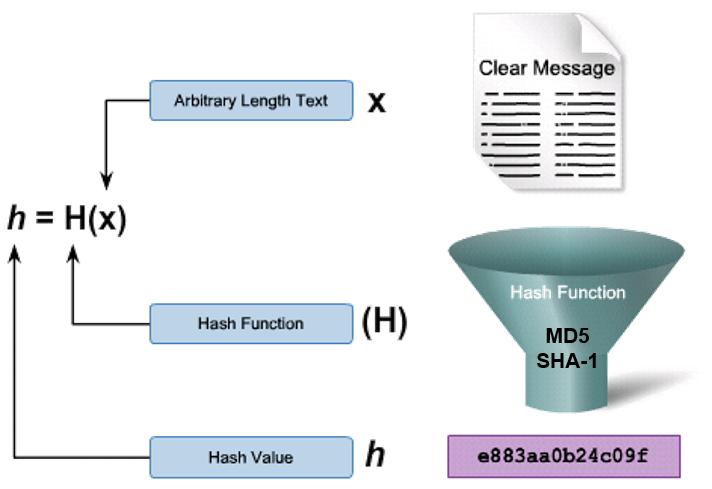 Arbitrary Length Text x
Clear Message
h = H(x)
Hash Function (H)
Hash Function
MD5
SHA-1
Hash Value h
e883aa0b24c09f